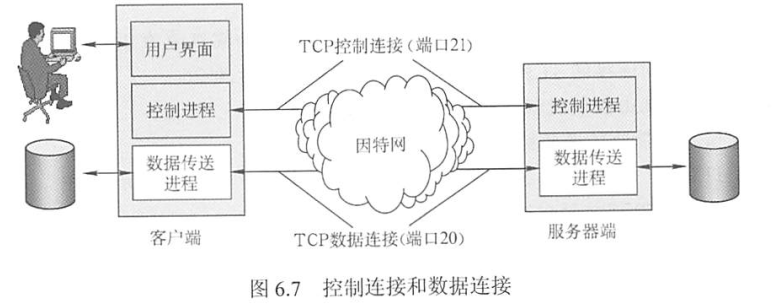 TCP控制连接(端口21)
用户界面
控制进程
控制进程
因特网
数据传送
进程
数据传送
进程
客户端
TCP数据连接(端口20)
服务器端
图 6.7 控制连接和数据连接